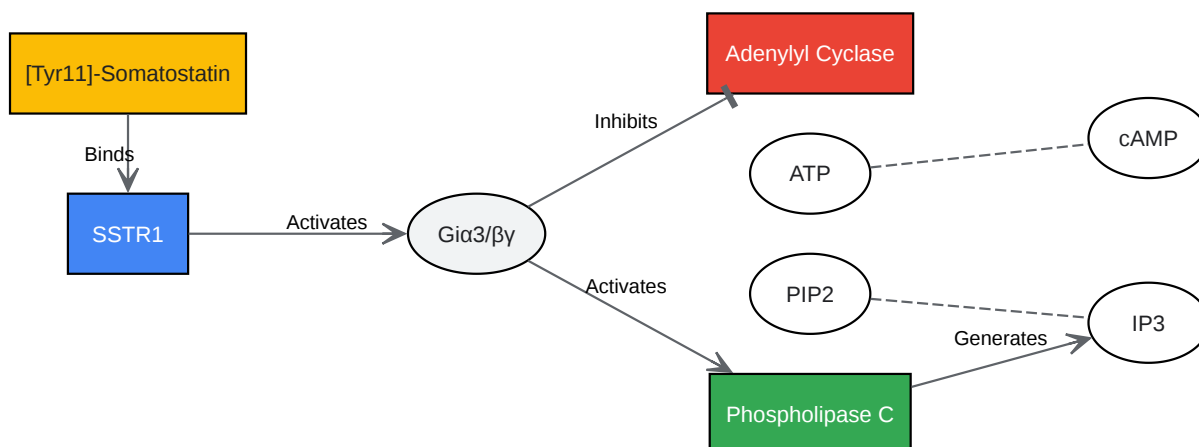 [Tyr11]-Somatostatin
Adenylyl Cyclase
Inhibits
cAMP
Binds
ATP
SSTR1
Activates
Giα3/βγ
Activates
PIP2
IP3
Generates
Phospholipase C